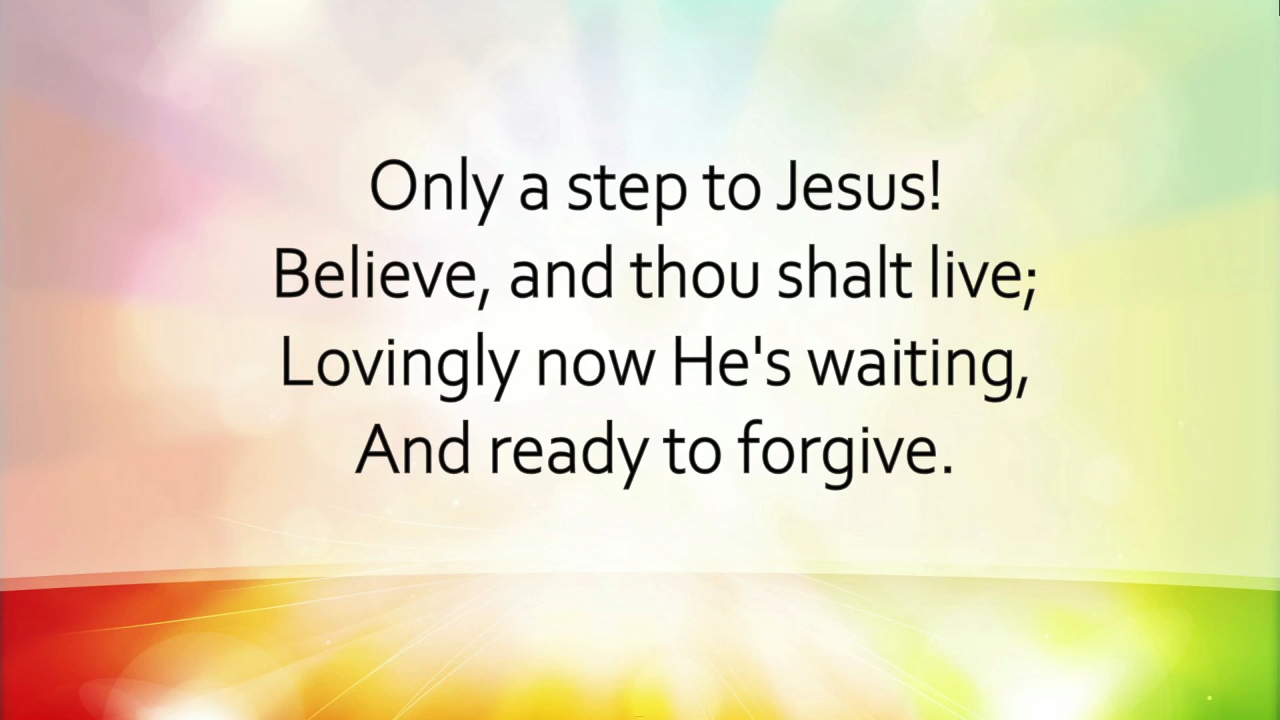 Only a step to Jesus!
Believe, and thou shalt live;
Lovingly now He's waiting,
And ready to forgive.